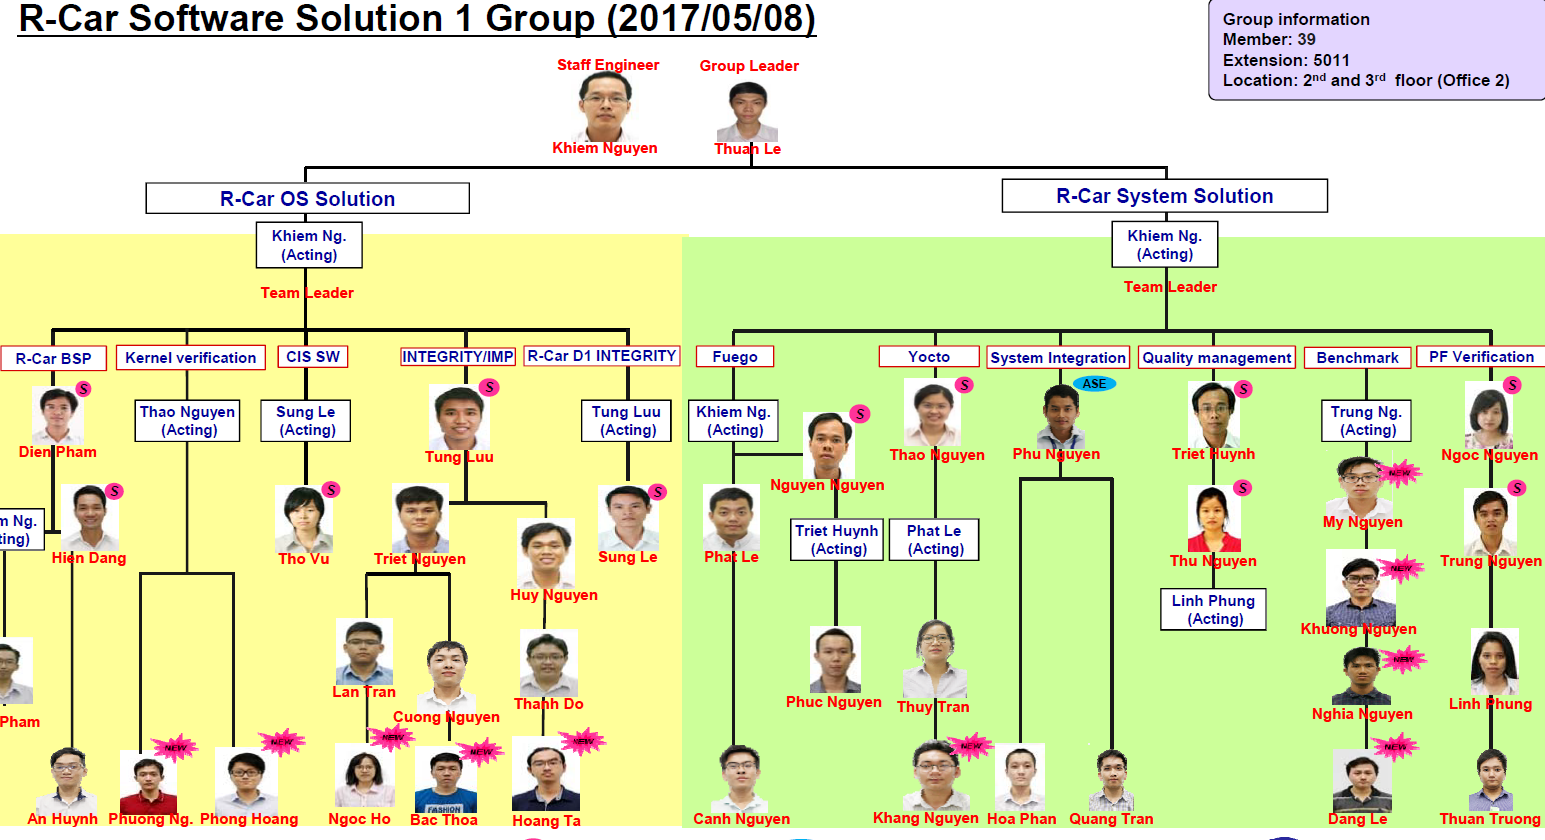 R-Car Software Solution 1 Group (2017/05/08)
Group information
Member: 39
Extension: 5011
Location: 2nd and 3rd floor (Office 2)
Staff Engineer
Group Leader
Khiem Nguyen
Thuan Le
R-Car OS Solution
R-Car System Solution
Khiem Ng.
(Acting)
Team Leader
Khiem Ng.
(Acting)
Team Leader
R-Car BSP
Kernel verification
CIS SW
INTEGRITY/IMP
R-Car D1 INTEGRITY
Fuego
Yocto
System Integration
Quality management
Benchmark
PF Verification
S
Dien Pham
Thao Nguyen
(Acting)
Sung Le
(Acting)
S
Tung Luu
Tung Luu
(Acting)
Khiem Ng.
(Acting)
S
Nguyen Nguyen
S
Thao Nguyen
ASE
Phu Nguyen
S
Triet Huynh
Trung Ng.
(Acting)
S
Ngoc Nguyen
m Ng.
ting)
S
Hien Dang
S
Tho Vu
Triet Nguyen
Huy Nguyen
S
Sung Le
Phat Le
Triet Huynh
(Acting)
Phat Le
(Acting)
S
Thu Nguyen
Linh Phung
(Acting)
NEW
My Nguyen
NEW
Khuong Nguyen
S
Trung Nguyen
Pham
Lan Tran
Cuong Nguyen
Thanh Do
Phuc Nguyen
Thuy Tran
NEW
Nghia Nguyen
Linh Phung
An Huynh
NEW
Phuong Ng.
NEW
Phong Hoang
NEW
Ngoc Ho
NEW
FASHION
Bac Thoa
NEW
Hoang Ta
Canh Nguyen
NEW
Khang Nguyen
Hoa Phan
Quang Tran
NEW
Dang Le
Thuan Truong